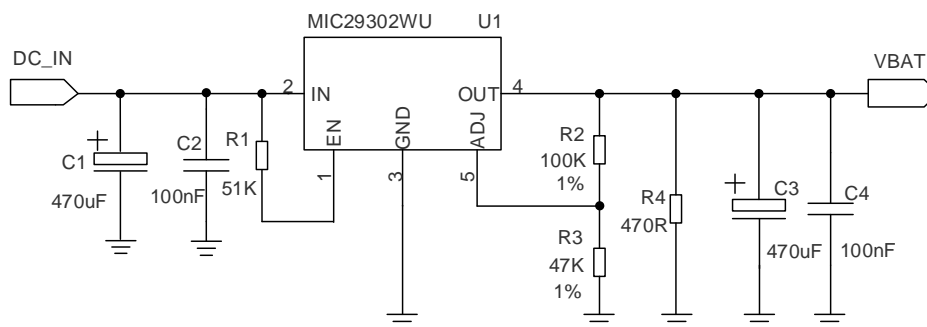 MIC29302WU U1
DC_IN
VBAT
2 IN
OUT 4
EN
GND
ADJ
1
3
5
C1
470uF
C2
100nF
R1
51K
R2
100K
1%
R3
47K
1%
R4
470R
C3
470uF
C4
100nF